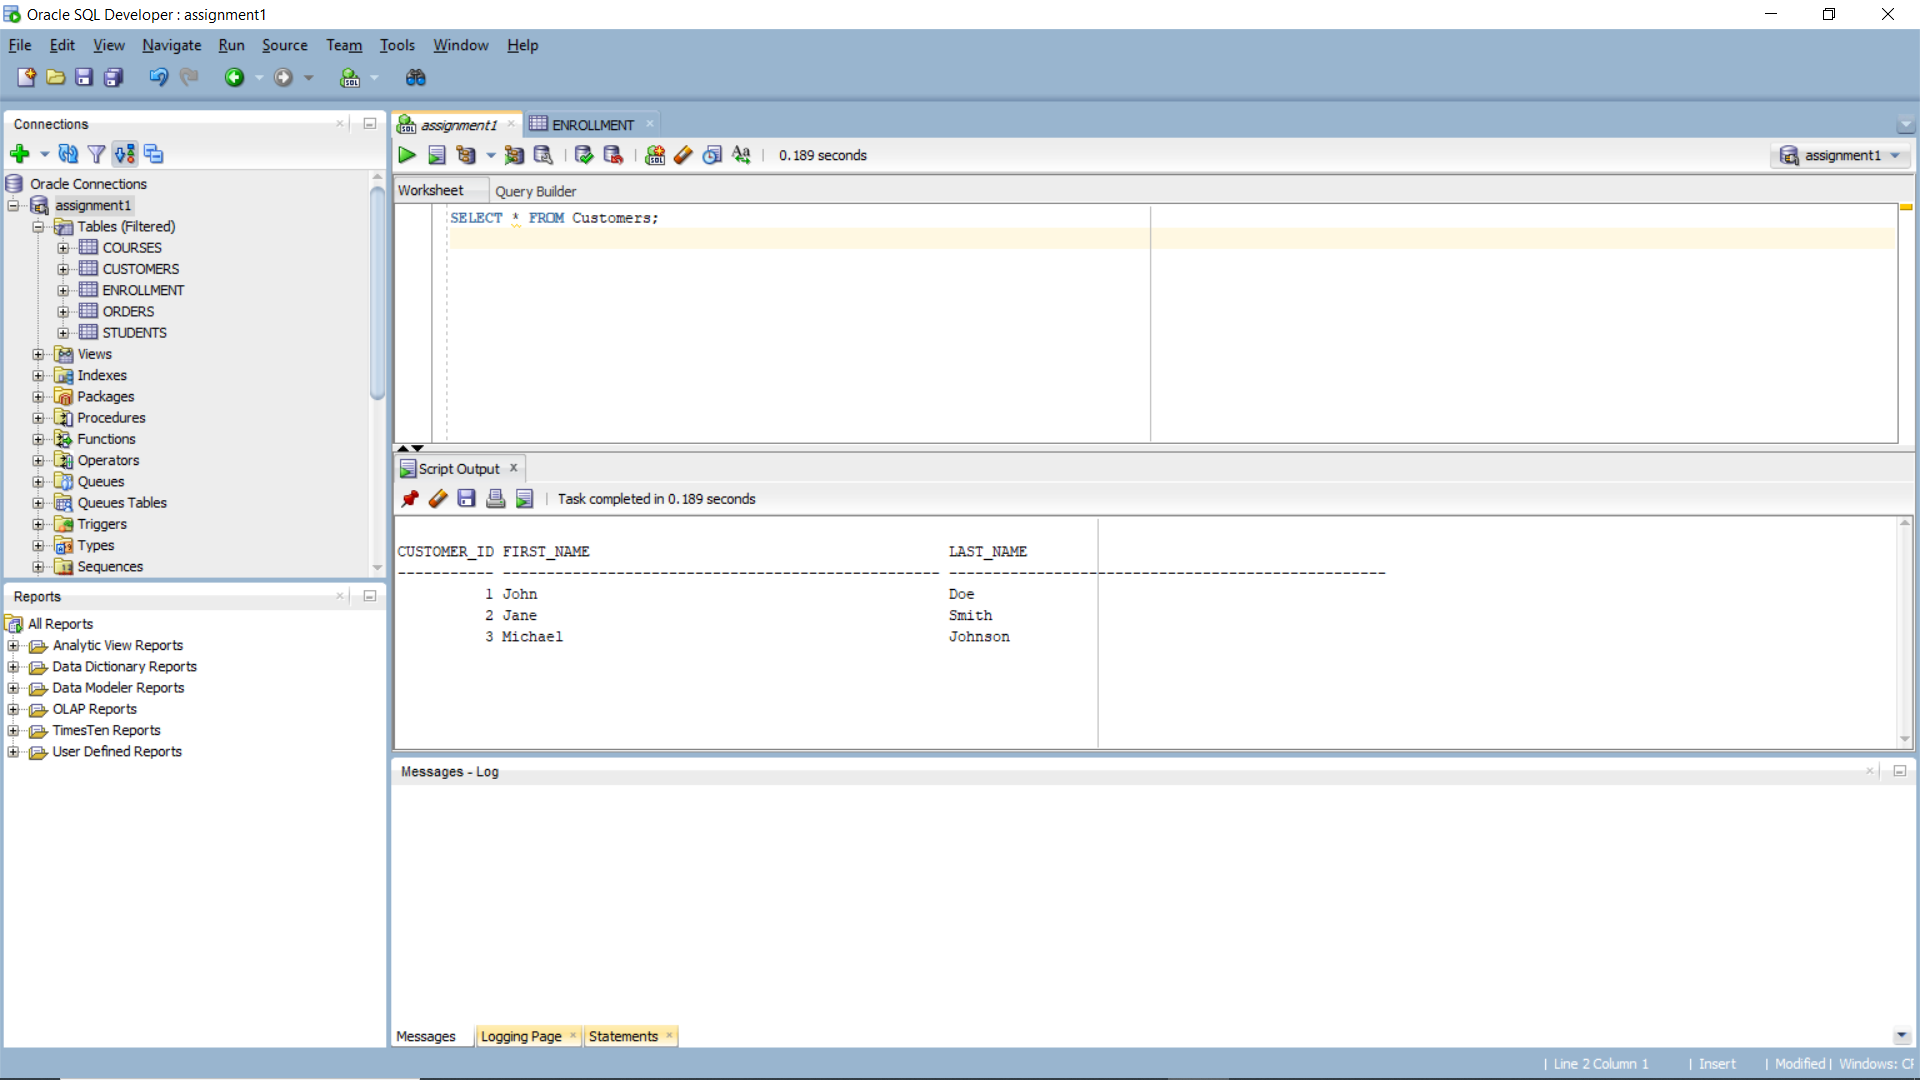 Oracle SQL Developer : assignment1
File Edit View Navigate Run Source Team Tools Window Help
Connections
Oracle Connections
assignment1
Tables (Filtered)
COURSES
CUSTOMERS
ENROLLMENT
ORDERS
STUDENTS
Views
Indexes
Packages
Procedures
Functions
Operators
Queues
Queues Tables
Triggers
Types
Sequences
Reports
All Reports
Analytic View Reports
Data Dictionary Reports
Data Modeler Reports
OLAP Reports
TimesTen Reports
User Defined Reports
assignment1 ENROLLMENT
0.189 seconds
assignment1
Worksheet Query Builder
SELECT * FROM Customers;
Script Output
Task completed in 0.189 seconds
CUSTOMER_ID FIRST_NAME LAST_NAME
----------- -------------------------------------------------- --------------------------------------------------
1 John Doe
2 Jane Smith
3 Michael Johnson
Messages - Log
Messages Logging Page Statements
| Line 2 Column 1 | Insert | Modified | Windows: CF